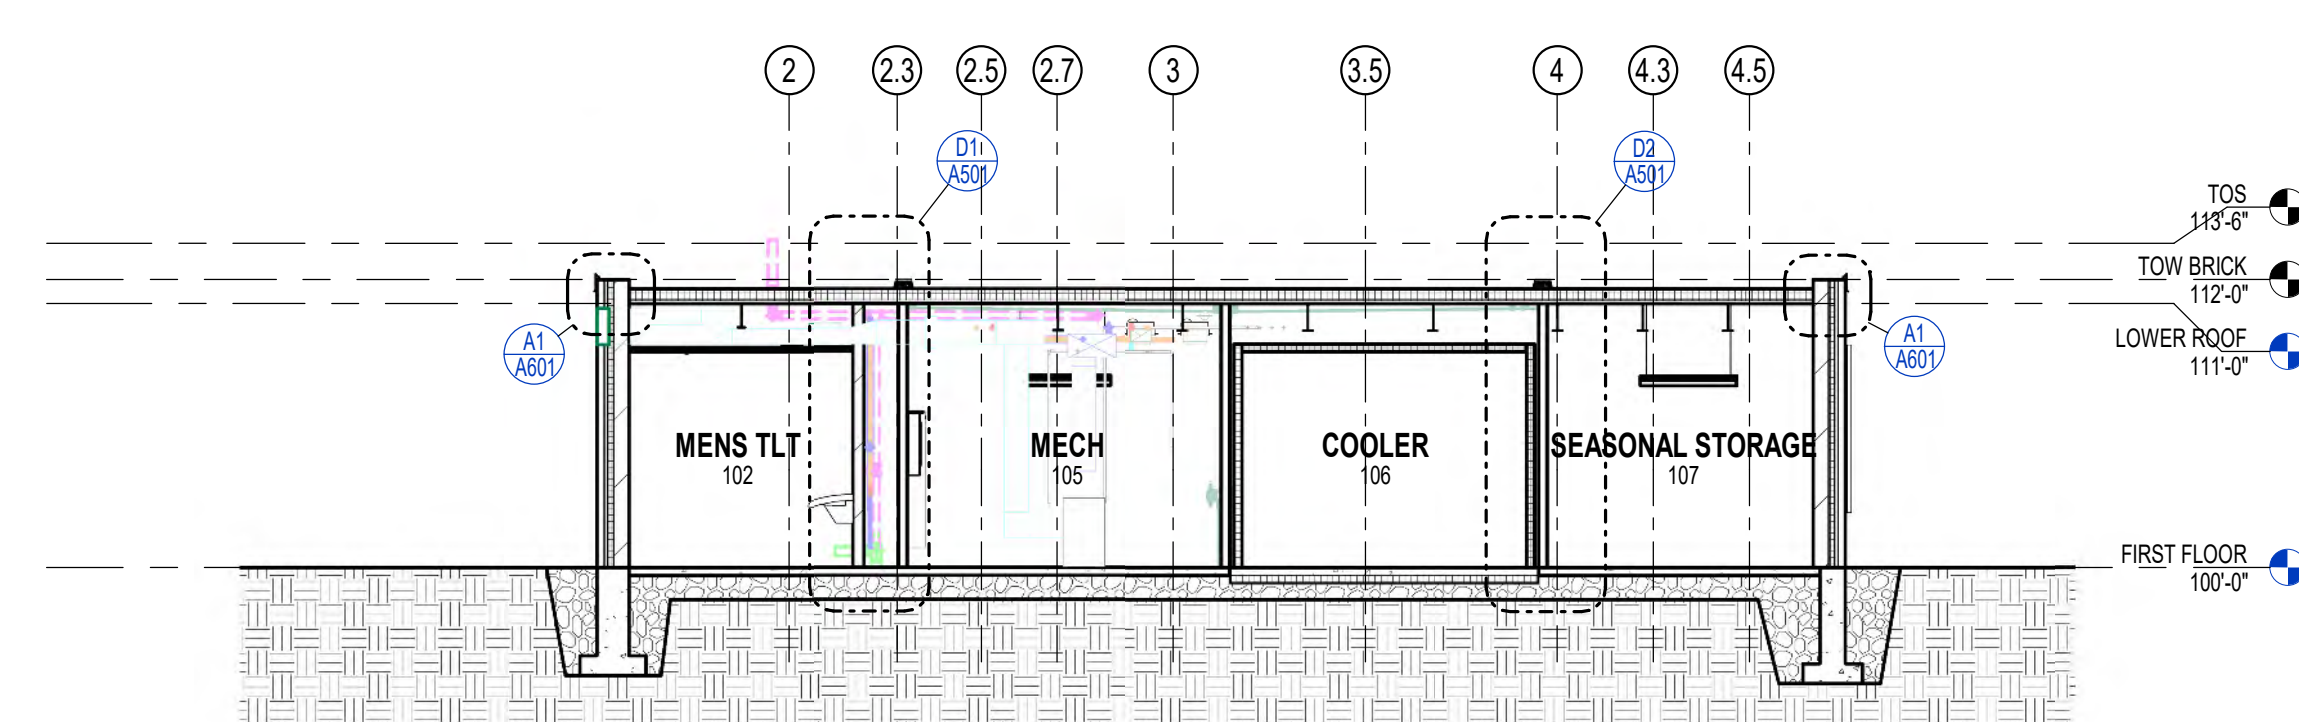 2
2.3
2.5
2.7
3
3.5
4
4.3
4.5
D1
A501
D2
A501
TOS
113'-6"
TOW BRICK
112'-0"
LOWER ROOF
111'-0"
A1
A601
A1
A601
MENS TLT
102
MECH
105
COOLER
106
SEASONAL STORAGE
107
FIRST FLOOR
100'-0"